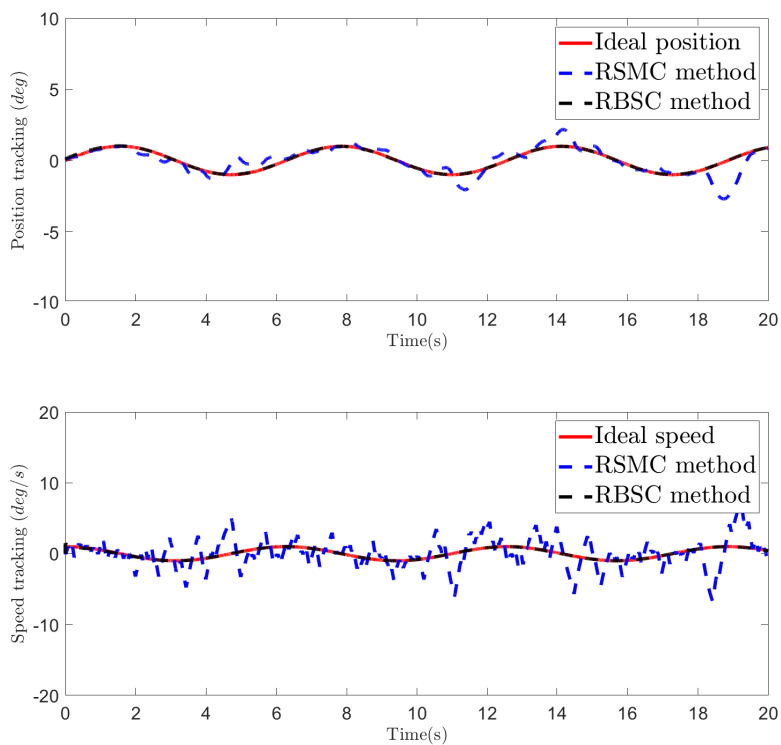 10
5
0
-5
-10
Position tracking (deg)
Ideal position
RSMC method
RBSC method
0 2 4 6 8 10 12 14 16 18 20
Time(s)
20
10
0
-10
-20
Speed tracking (deg/s)
Ideal speed
RSMC method
RBSC method
0 2 4 6 8 10 12 14 16 18 20
Time(s)